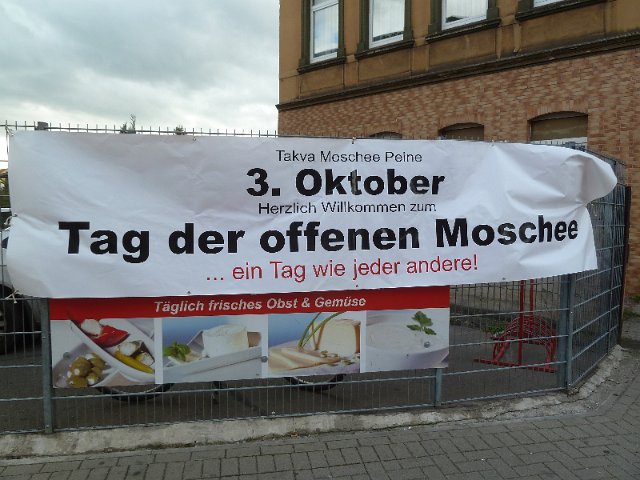 Takva Moschee Peine
3. Oktober
Herzlich Willkommen zum
Tag der offenen Moschee
... ein Tag wie jeder andere!
Täglich frisches Obst & Gemüse